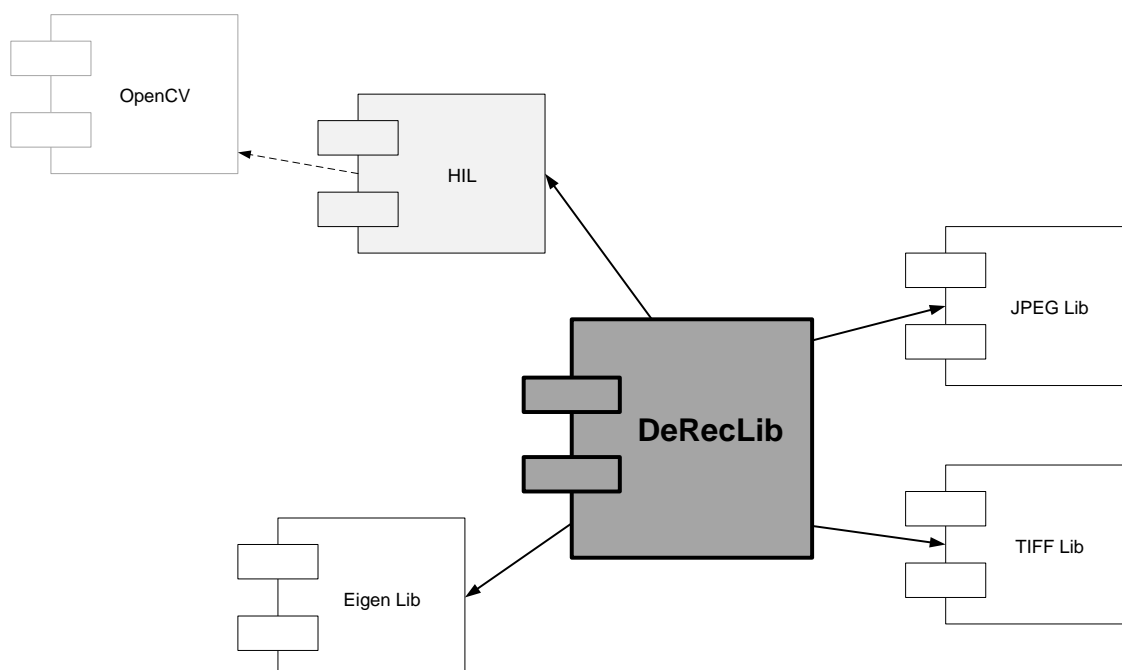 OpenCV
HIL
JPEG Lib
DeRecLib
TIFF Lib
Eigen Lib